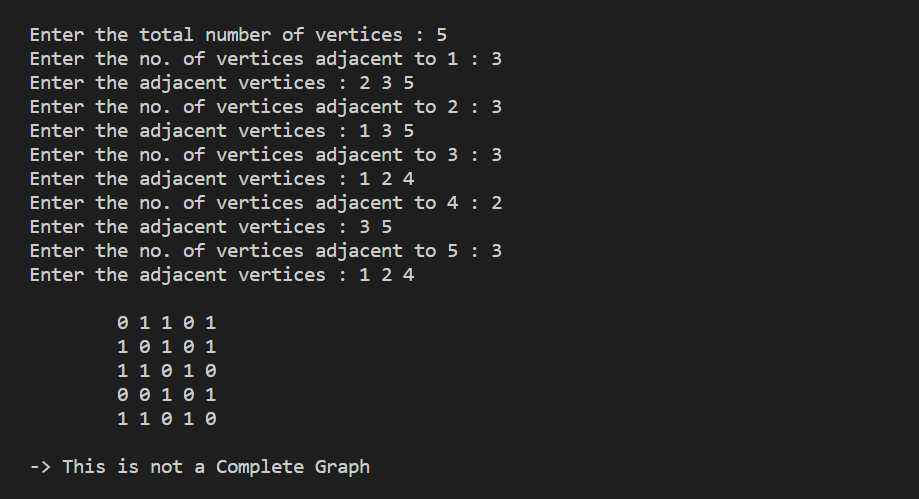 Enter the total number of vertices : 5
Enter the no. of vertices adjacent to 1 : 3
Enter the adjacent vertices : 2 3 5
Enter the no. of vertices adjacent to 2 : 3
Enter the adjacent vertices : 1 3 5
Enter the no. of vertices adjacent to 3 : 3
Enter the adjacent vertices : 1 2 4
Enter the no. of vertices adjacent to 4 : 2
Enter the adjacent vertices : 3 5
Enter the no. of vertices adjacent to 5 : 3
Enter the adjacent vertices : 1 2 4
0 1 1 0 1
1 0 1 0 1
1 1 0 1 0
0 0 1 0 1
1 1 0 1 0
-> This is not a Complete Graph